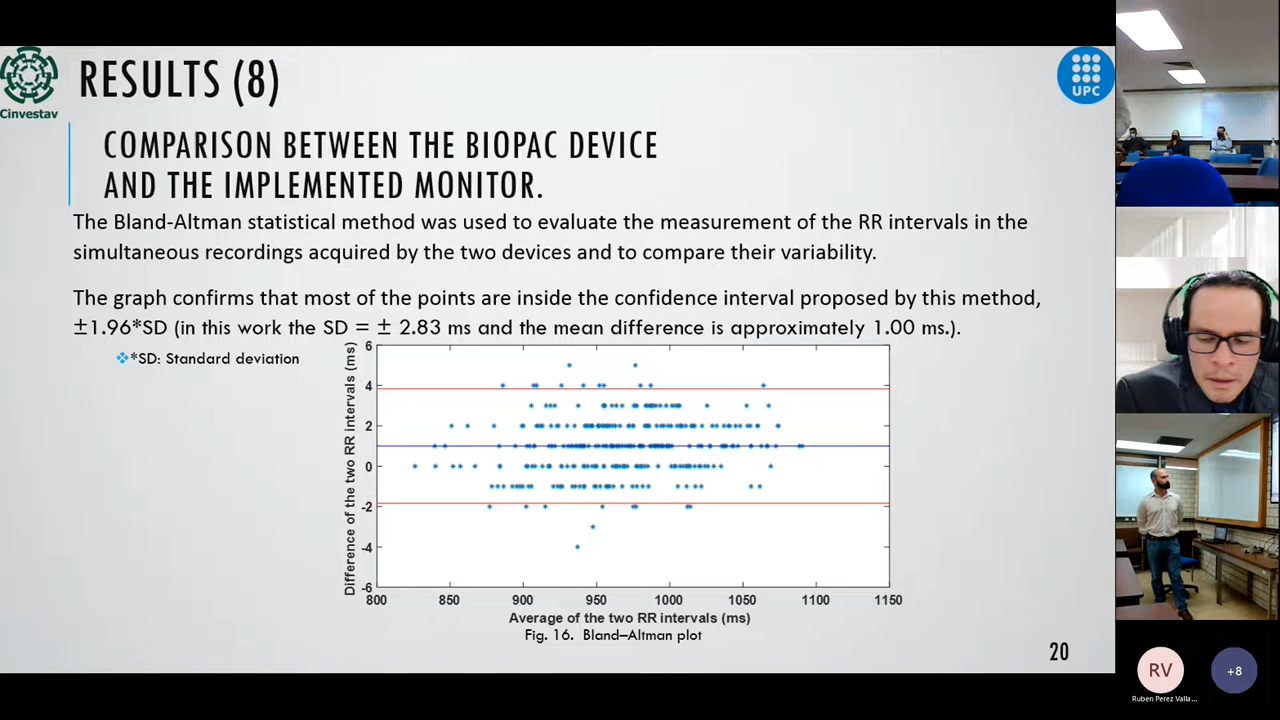 Cinvestav
RESULTS (8)
UPC
COMPARISON BETWEEN THE BIOPAC DEVICE
AND THE IMPLEMENTED MONITOR.
The Bland-Altman statistical method was used to evaluate the measurement of the RR intervals in the
simultaneous recordings acquired by the two devices and to compare their variability.
The graph confirms that most of the points are inside the confidence interval proposed by this method,
±1.96*SD (in this work the SD = ± 2.83 ms and the mean difference is approximately 1.00 ms.).
❖*SD: Standard deviation
Difference of the two RR intervals (ms)
6
4
2
0
-2
-4
-6
800 850 900 950 1000 1050 1100 1150
Average of the two RR intervals (ms)
Fig. 16. Bland–Altman plot
20
RV
+8
Ruben Perez Valla...